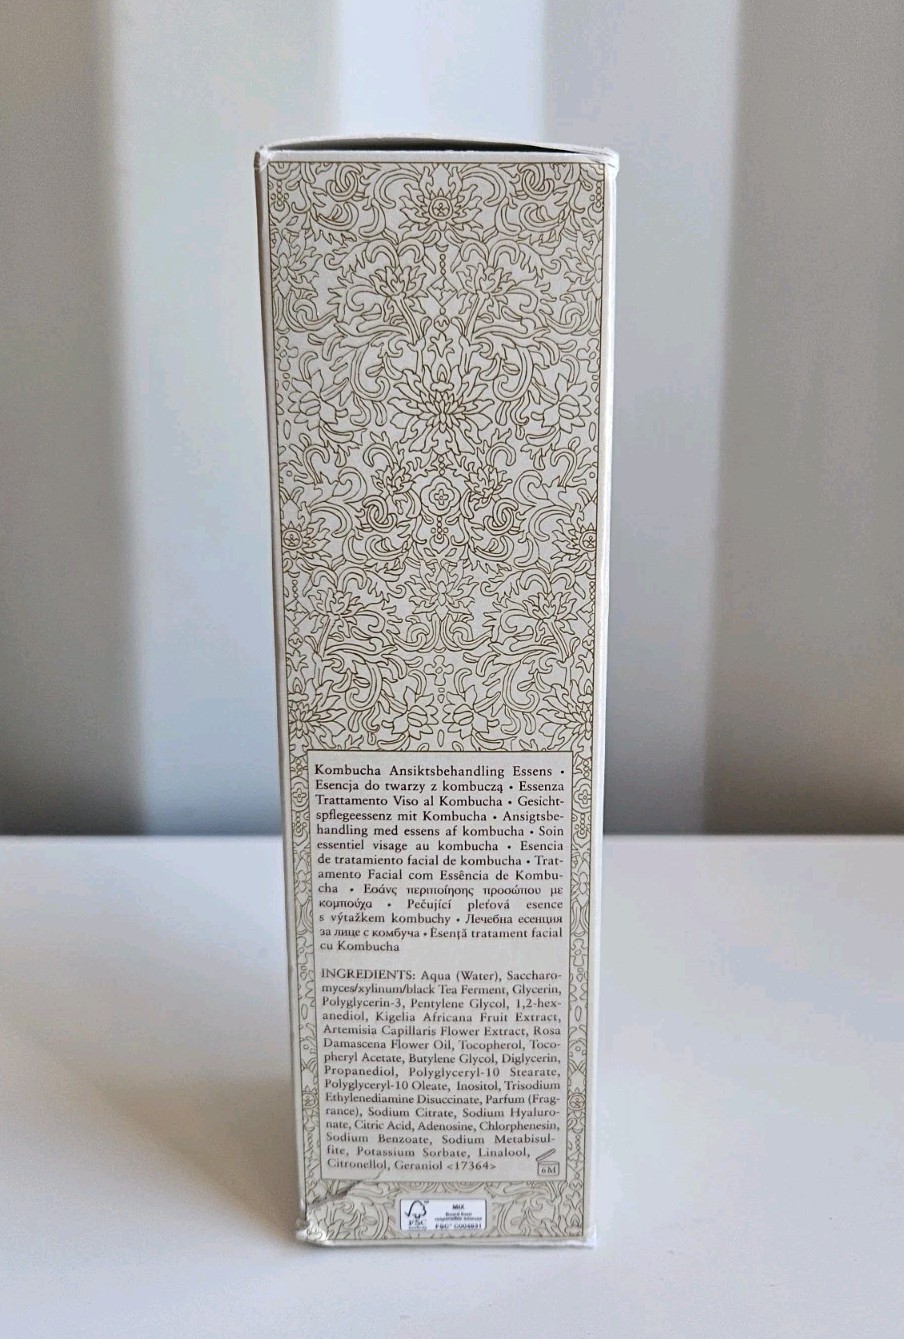 Kombucha Ansiktsbehandling Essens •
Esencja do twarzy z kombuczą • Essenza
Trattamento Viso al Kombucha • Gesicht-
spflegeessenz mit Kombucha • Ansigtsbe-
handling med essens af kombucha • Soin
essentiel visage au kombucha • Esencia
de tratamiento facial de kombucha • Trat-
amento Facial com Essência de Kombu-
cha • Εσάνς περιποίησης προσώπου με
κομπούχα • Pečující pleťová esence
s výtažkem kombuchy • Лечебна есенция
за лице с комбуча • Esență tratament facial
cu Kombucha
INGREDIENTS: Aqua (Water), Saccharo-
myces/xylinum/black Tea Ferment, Glycerin,
Polyglycerin-3, Pentylene Glycol, 1,2-hex-
anediol, Kigelia Africana Fruit Extract,
Artemisia Capillaris Flower Extract, Rosa
Damascena Flower Oil, Tocopherol, Toco-
pheryl Acetate, Butylene Glycol, Diglycerin,
Propanediol, Polyglyceryl-10 Stearate,
Polyglyceryl-10 Oleate, Inositol, Trisodium
Ethylenediamine Disuccinate, Parfum (Frag-
rance), Sodium Citrate, Sodium Hyaluro-
nate, Citric Acid, Adenosine, Chlorphenesin,
Sodium Benzoate, Sodium Metabisul-
fite, Potassium Sorbate, Linalool,
Citronellol, Geraniol <17364>
6M
FSC
MIX